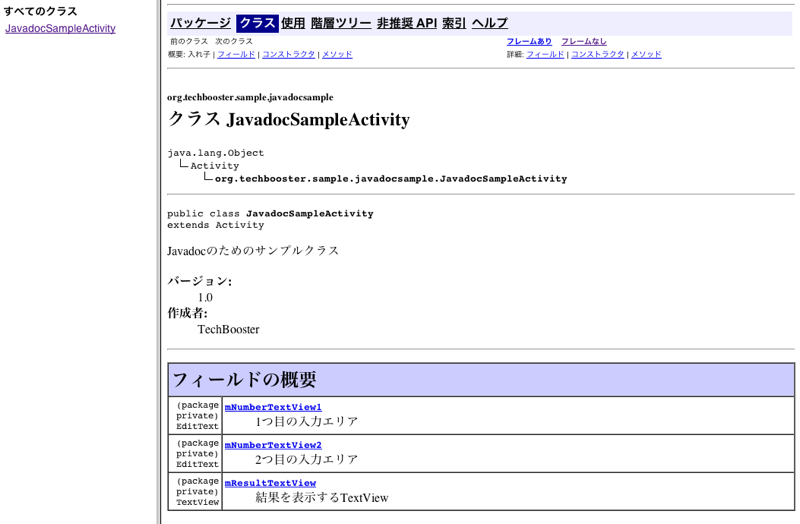 すべてのクラス
JavadocSampleActivity
パッケージ クラス 使用 階層ツリー 非推奨 API 索引 ヘルプ
前のクラス 次のクラス フレームあり フレームなし
概要: 入れ子 | フィールド | コンストラクタ | メソッド 詳細: フィールド | コンストラクタ | メソッド
org.techbooster.sample.javadocsample
クラス JavadocSampleActivity
java.lang.Object
Activity
org.techbooster.sample.javadocsample.JavadocSampleActivity
public class JavadocSampleActivity
extends Activity
Javadocのためのサンプルクラス
バージョン:
1.0
作成者:
TechBooster
フィールドの概要
(package
private)
EditText
mNumberTextView1
1つ目の入力エリア
(package
private)
EditText
mNumberTextView2
2つ目の入力エリア
(package
private)
TextView
mResultTextView
結果を表示するTextView